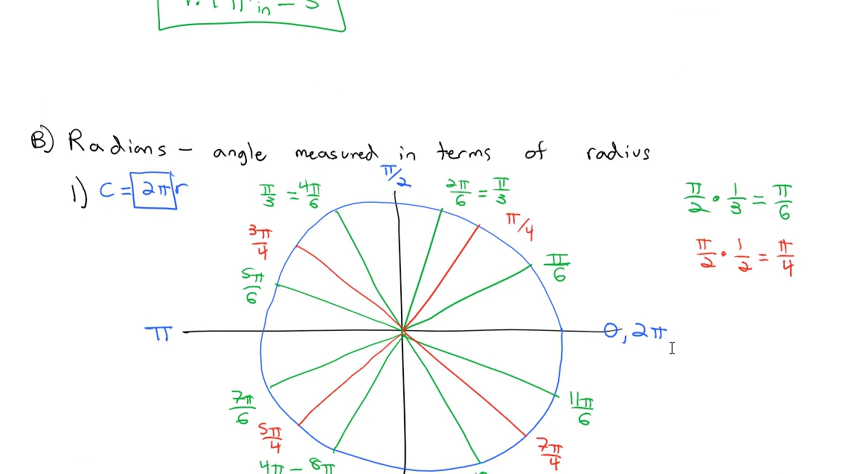 B) Radians – angle measured in terms of radius
1) C = 2πr
π/2
π/3 = 4π/6
2π/6 = π/3
π/4
π/2 · 1/3 = π/6
3π/4
π/2 · 1/2 = π/4
5π/6
π/6
π
0, 2π
7π/6
11π/6
5π/4
7π/4